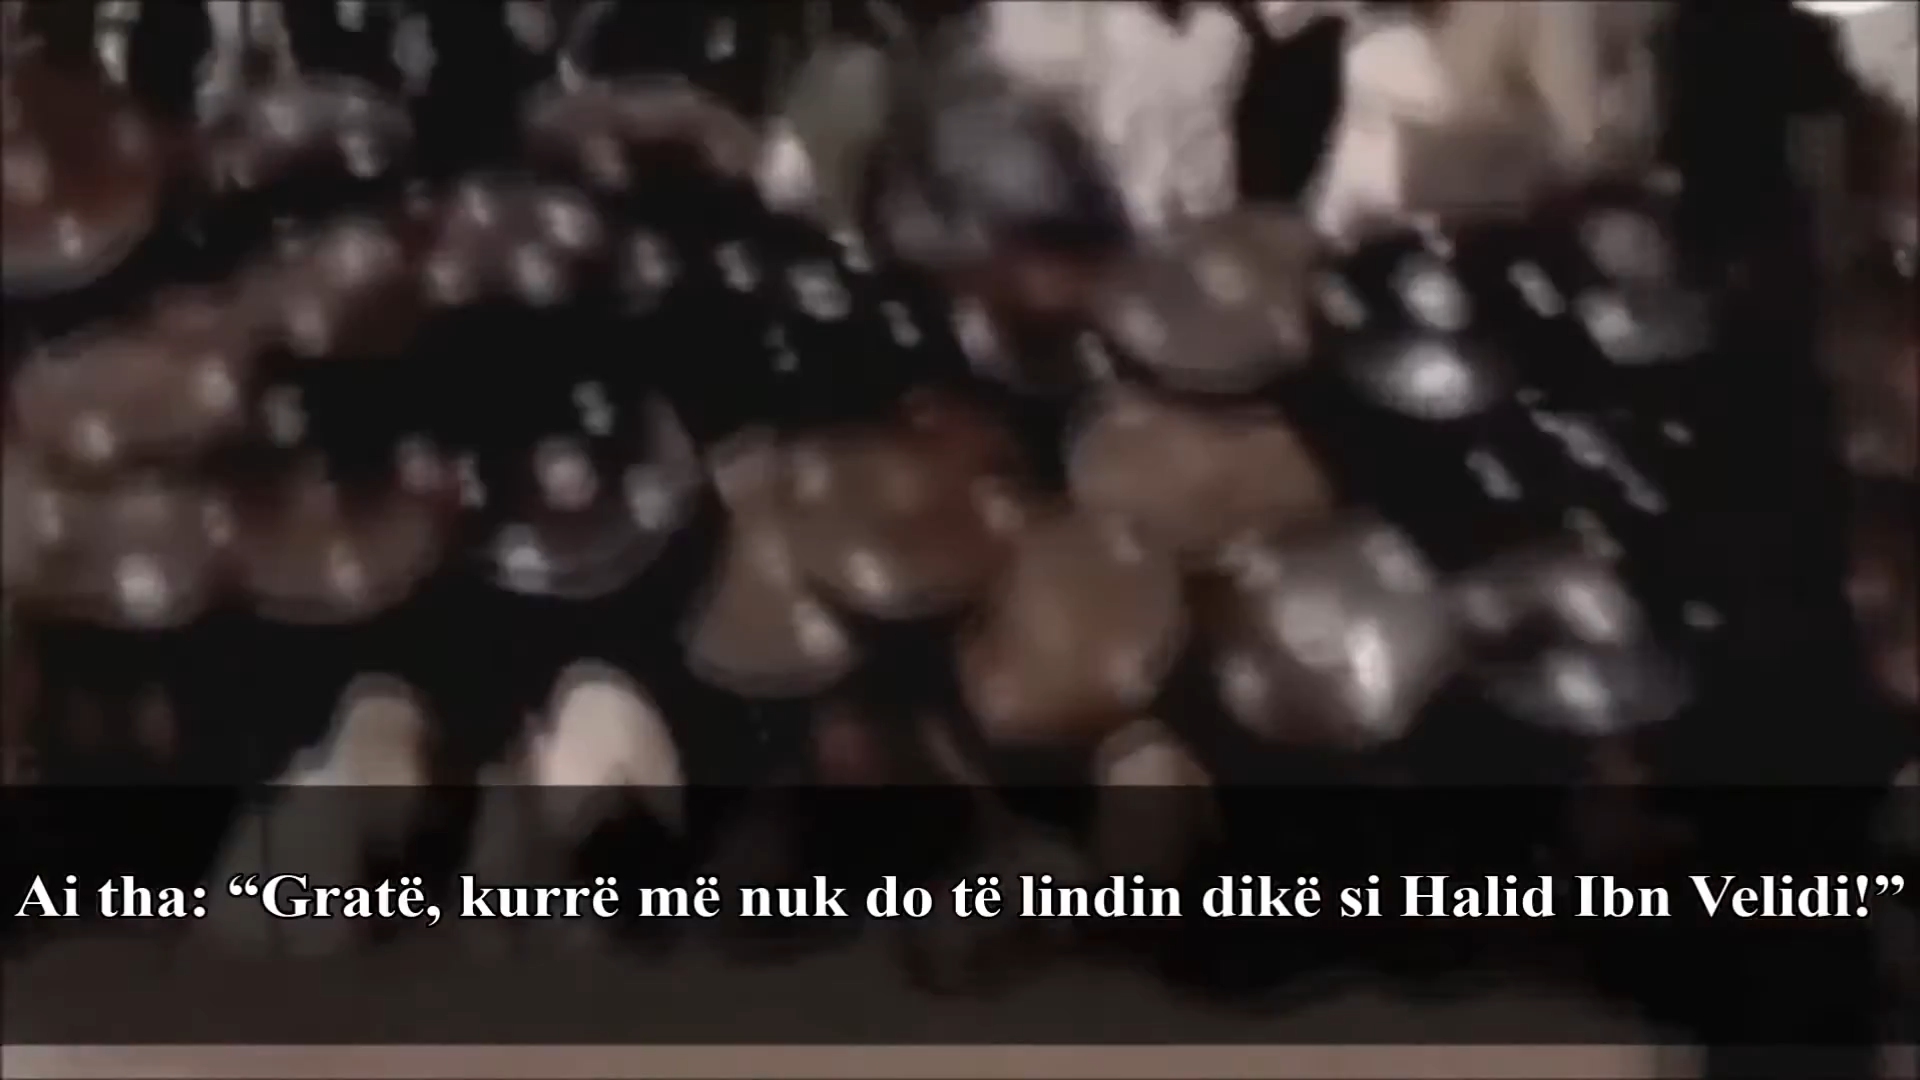 Ai tha: “Gratë, kurrë më nuk do të lindin dikë si Halid Ibn Velidi!”